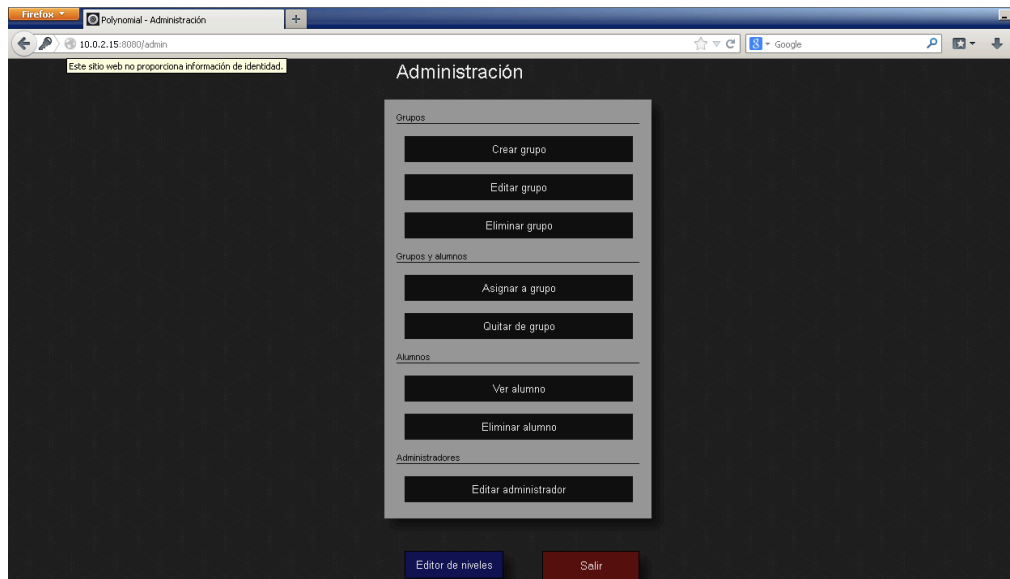 Firefox
Polynomial - Administración
10.0.2.15:8080/admin
Google
Este sitio web no proporciona información de identidad.
Administración
Grupos
Crear grupo
Editar grupo
Eliminar grupo
Grupos y alumnos
Asignar a grupo
Quitar de grupo
Alumnos
Ver alumno
Eliminar alumno
Administradores
Editar administrador
Editor de niveles
Salir